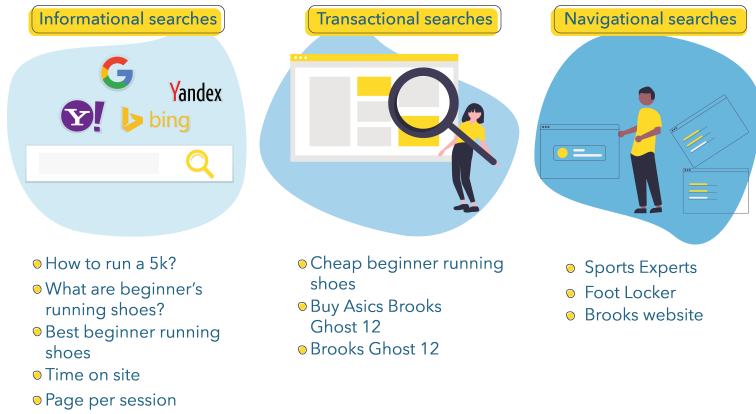 Informational searches
Transactional searches
Navigational searches
G
Yandex
Y!
bing
How to run a 5k?
What are beginner's
running shoes?
Best beginner running
shoes
Time on site
Page per session
Cheap beginner running
shoes
Buy Asics Brooks
Ghost 12
Brooks Ghost 12
Sports Experts
Foot Locker
Brooks website